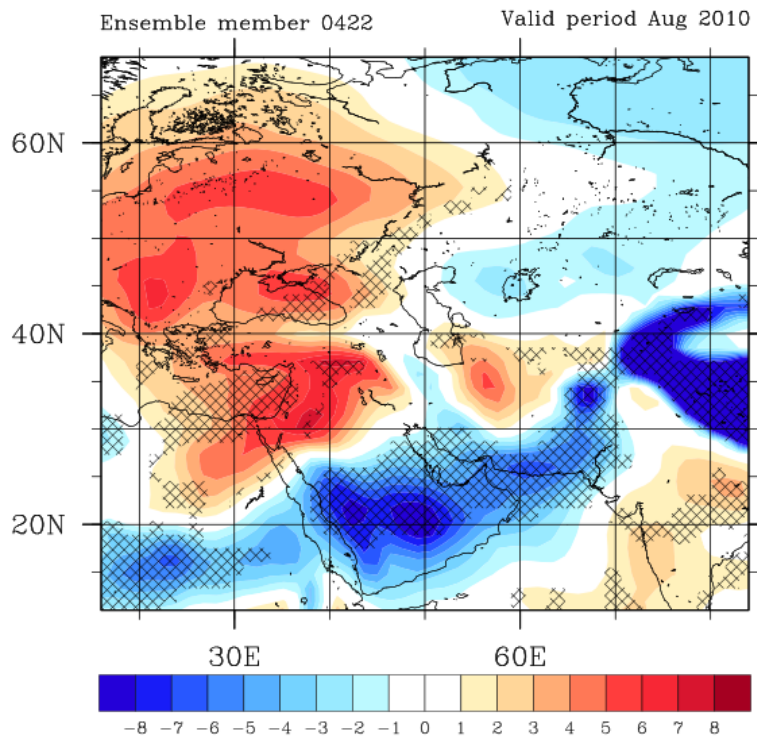 Ensemble member 0422 Valid period Aug 2010
60N
40N
20N
30E 60E
-8 -7 -6 -5 -4 -3 -2 -1 0 1 2 3 4 5 6 7 8